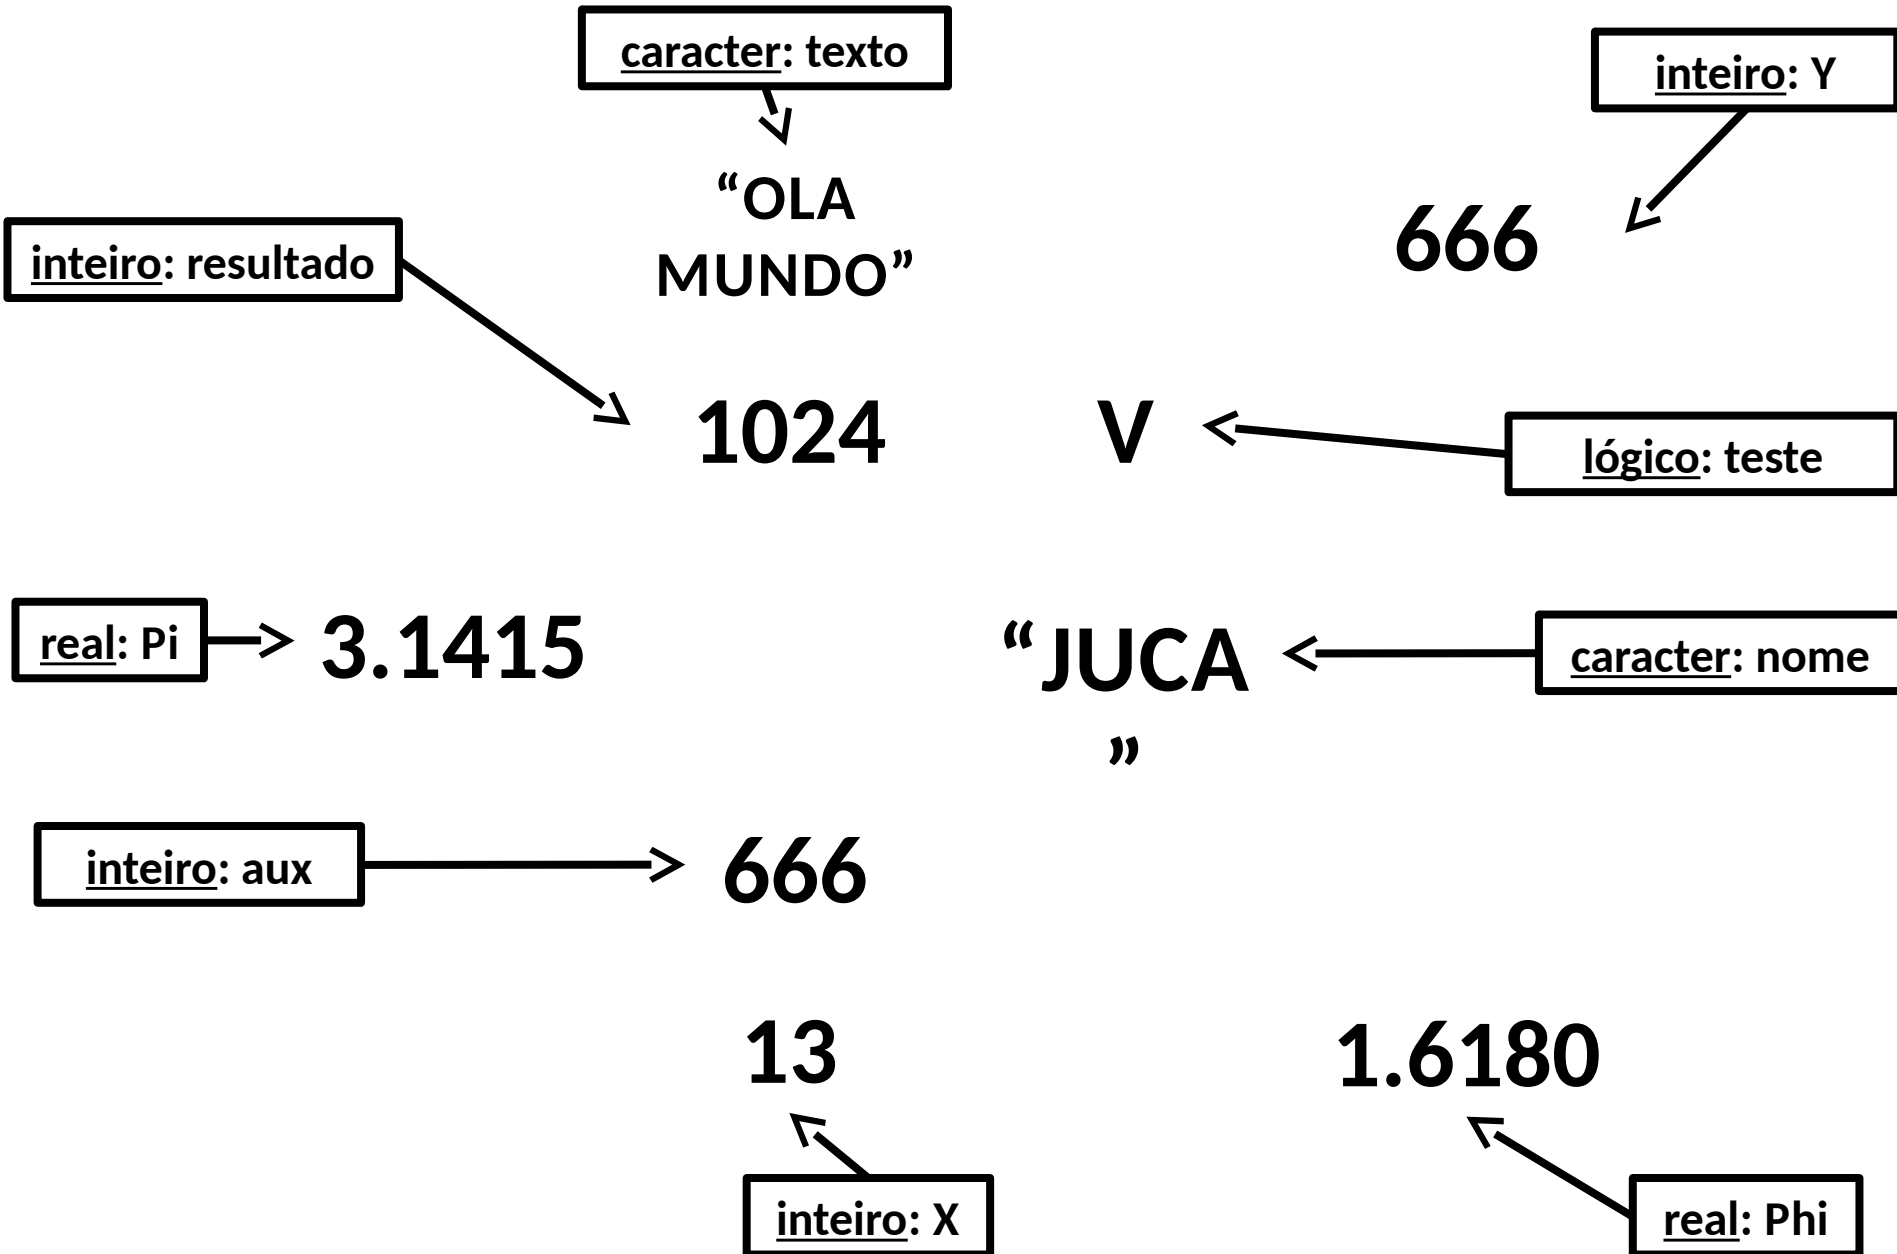 caracter: texto
inteiro: Y
“OLA
MUNDO”
666
inteiro: resultado
1024
V
lógico: teste
real: Pi
3.1415
“JUCA
”
caracter: nome
inteiro: aux
666
13
1.6180
inteiro: X
real: Phi